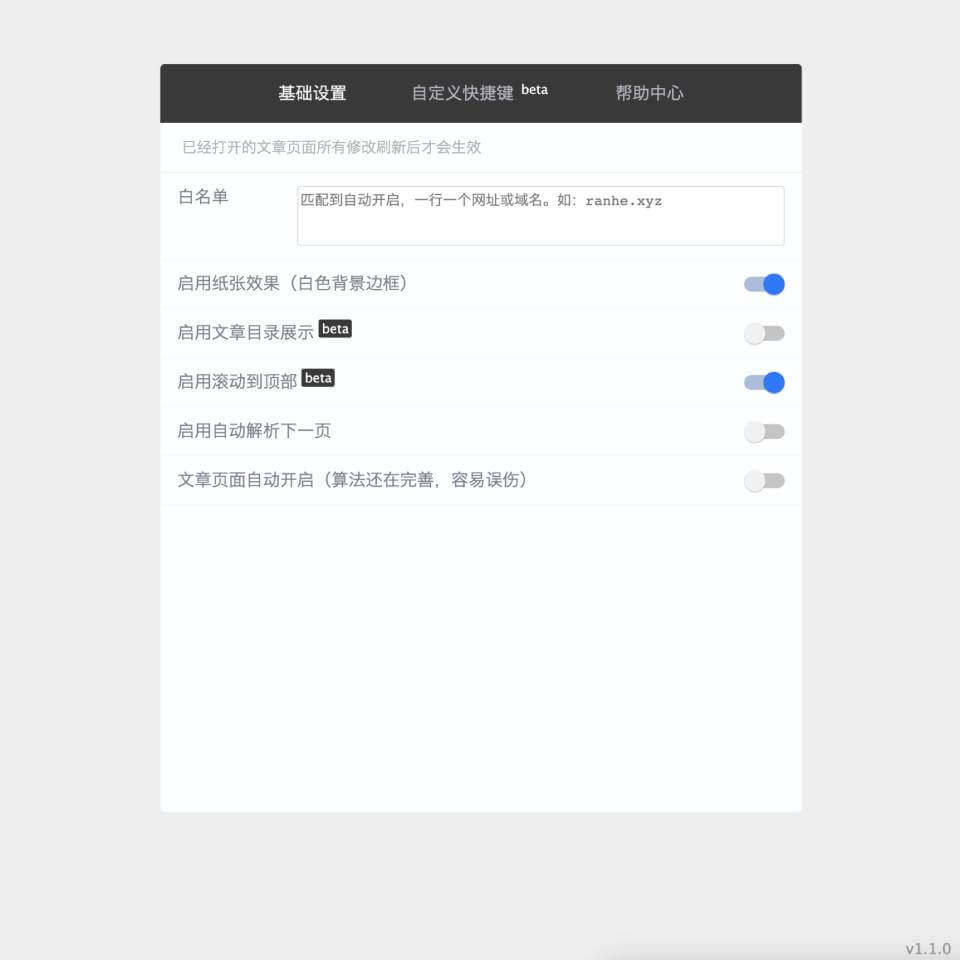 基础设置 自定义快捷键 beta 帮助中心
已经打开的文章页面所有修改刷新后才会生效
白名单 匹配到自动开启，一行一个网址或域名。如：ranhe.xyz
启用纸张效果（白色背景边框）
启用文章目录展示 beta
启用滚动到顶部 beta
启用自动解析下一页
文章页面自动开启（算法还在完善，容易误伤）
v1.1.0